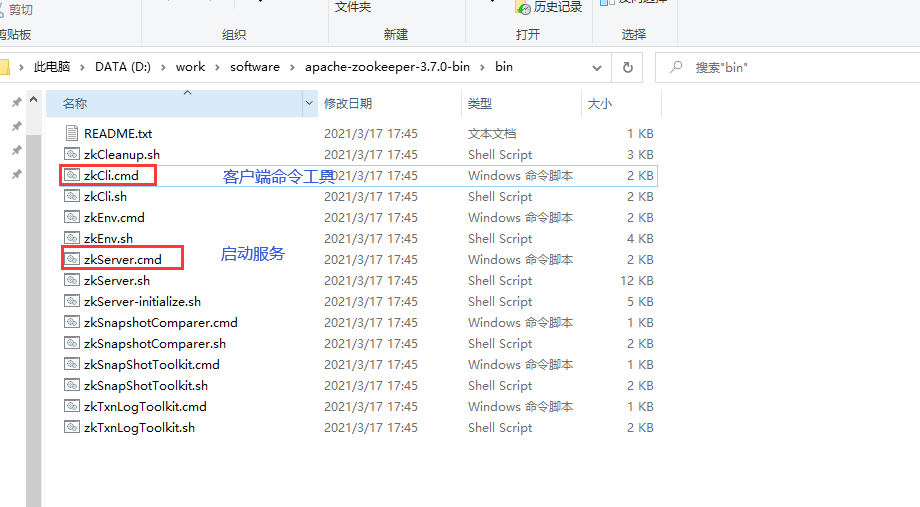 剪切
文件夹
历史记录
剪贴板
组织
新建
打开
选择
此电脑 > DATA (D:) > work > software > apache-zookeeper-3.7.0-bin > bin
搜索"bin"
名称 修改日期 类型 大小
README.txt 2021/3/17 17:45 文本文档 1 KB
zkCleanup.sh 2021/3/17 17:45 Shell Script 3 KB
zkCli.cmd 客户端命令工具 2021/3/17 17:45 Windows 命令脚本 2 KB
zkCli.sh 2021/3/17 17:45 Shell Script 2 KB
zkEnv.cmd 2021/3/17 17:45 Windows 命令脚本 2 KB
zkEnv.sh 2021/3/17 17:45 Shell Script 4 KB
zkServer.cmd 启动服务 2021/3/17 17:45 Windows 命令脚本 2 KB
zkServer.sh 2021/3/17 17:45 Shell Script 12 KB
zkServer-initialize.sh 2021/3/17 17:45 Shell Script 5 KB
zkSnapshotComparer.cmd 2021/3/17 17:45 Windows 命令脚本 1 KB
zkSnapshotComparer.sh 2021/3/17 17:45 Shell Script 2 KB
zkSnapShotToolkit.cmd 2021/3/17 17:45 Windows 命令脚本 1 KB
zkSnapShotToolkit.sh 2021/3/17 17:45 Shell Script 2 KB
zkTxnLogToolkit.cmd 2021/3/17 17:45 Windows 命令脚本 1 KB
zkTxnLogToolkit.sh 2021/3/17 17:45 Shell Script 2 KB